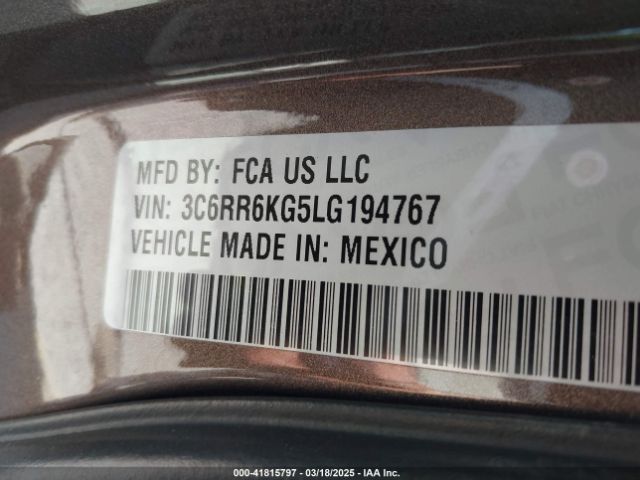 MFD BY: FCA US LLC
VIN: 3C6RR6KG5LG194767
VEHICLE MADE IN: MEXICO
000-41815797 — 03/18/2025 — IAA Inc.